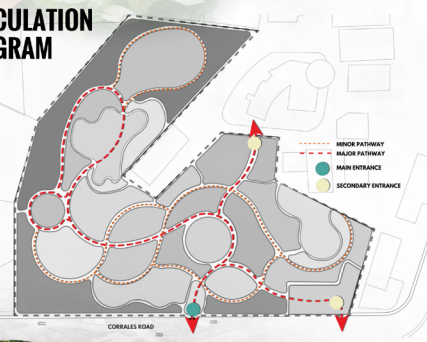 CULATION
GRAM
MINOR PATHWAY
MAJOR PATHWAY
MAIN ENTRANCE
SECONDARY ENTRANCE
CORRALES ROAD